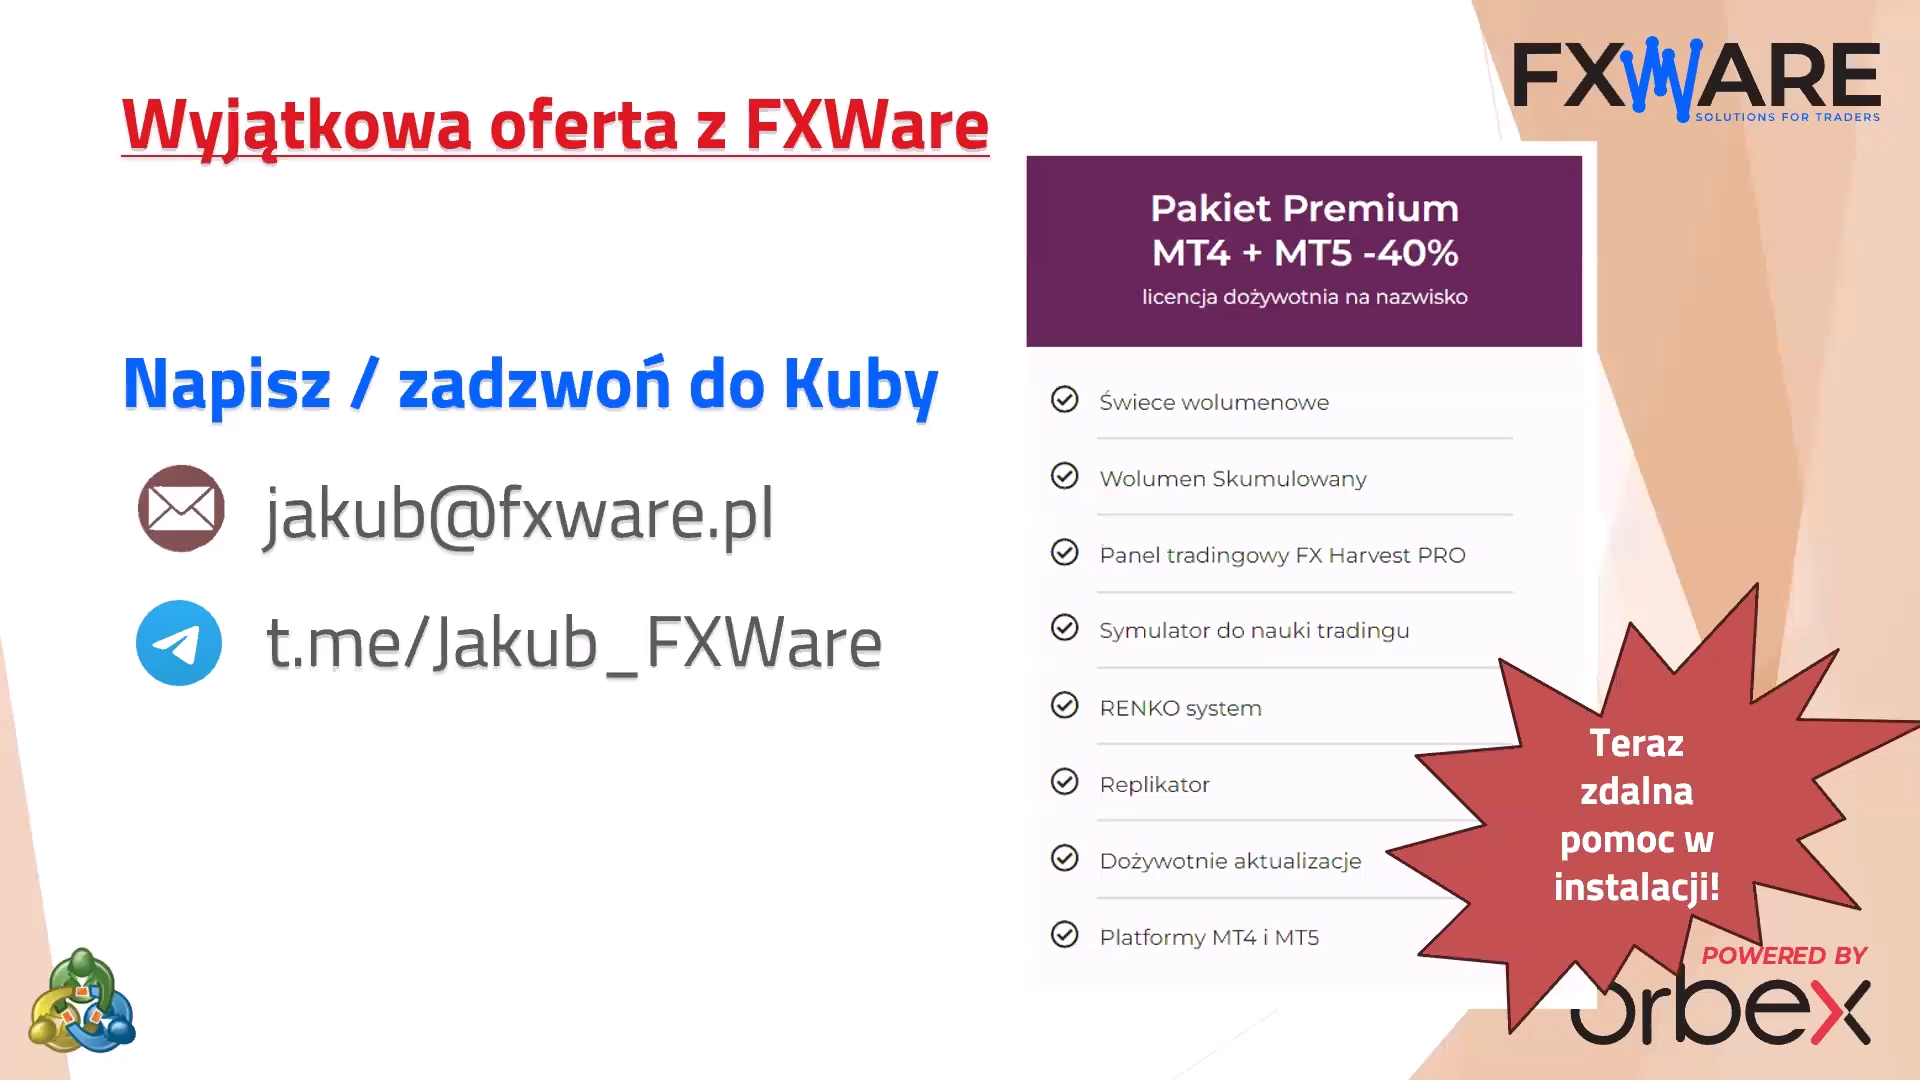 FXWARE
SOLUTIONS FOR TRADERS
Wyjątkowa oferta z FXWare
Napisz / zadzwoń do Kuby
jakub@fxware.pl
t.me/Jakub_FXWare
Pakiet Premium
MT4 + MT5 -40%
licencja dożywotnia na nazwisko
Świece wolumenowe
Wolumen Skumulowany
Panel tradingowy FX Harvest PRO
Symulator do nauki tradingu
RENKO system
Replikator
Dożywotnie aktualizacje
Platformy MT4 i MT5
Teraz
zdalna
pomoc w
instalacji!
POWERED BY
orbex